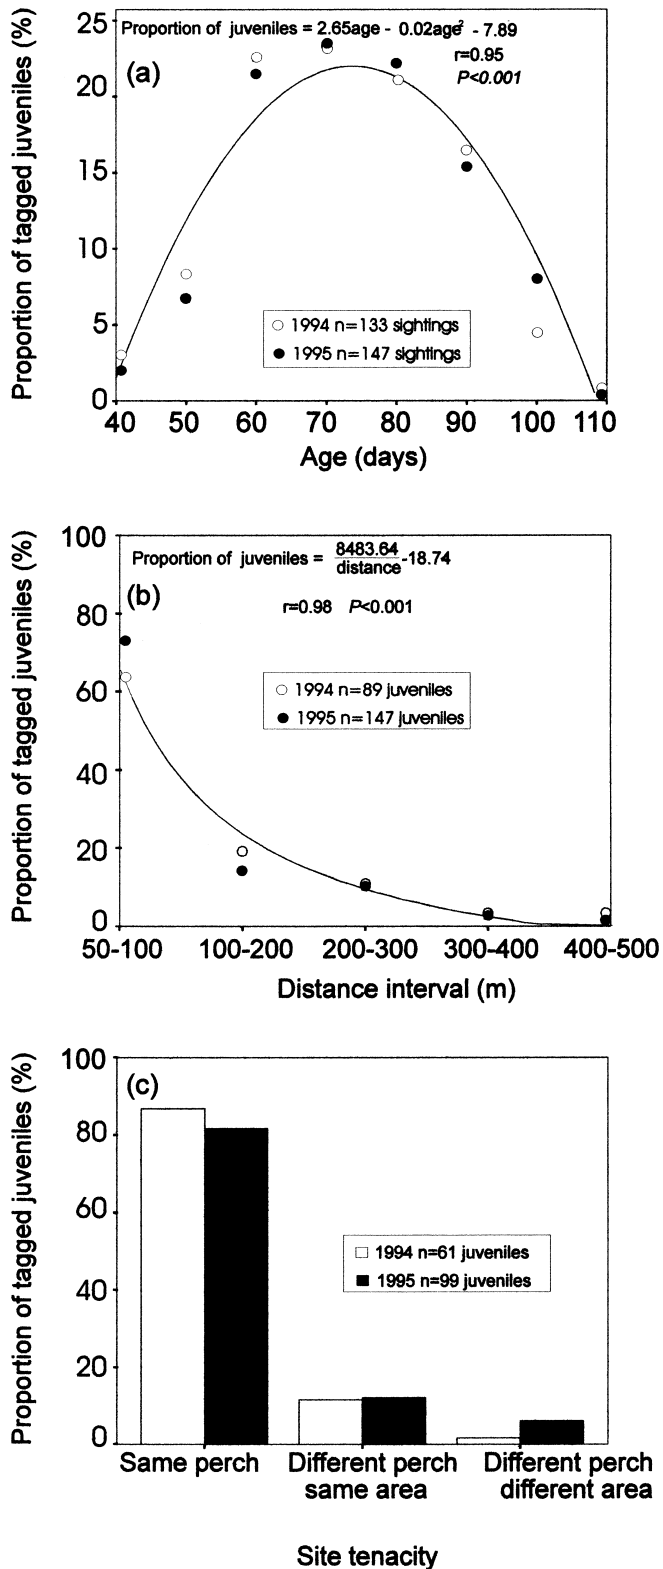 Proportion of juveniles = 2.65age - 0.02age² - 7.89
r=0.95
P<0.001
(a)
Proportion of tagged juveniles (%)
25
20
15
10
5
0
○ 1994 n=133 sightings
● 1995 n=147 sightings
40 50 60 70 80 90 100 110
Age (days)
Proportion of juveniles = 8483.64
distance -18.74
(b)
r=0.98 P<0.001
Proportion of tagged juveniles (%)
100
80
60
40
20
0
○ 1994 n=89 juveniles
● 1995 n=147 juveniles
50-100 100-200 200-300 300-400 400-500
Distance interval (m)
(c)
Proportion of tagged juveniles (%)
100
80
60
40
20
0
□ 1994 n=61 juveniles
■ 1995 n=99 juveniles
Same perch Different perch Different perch
same area different area
Site tenacity